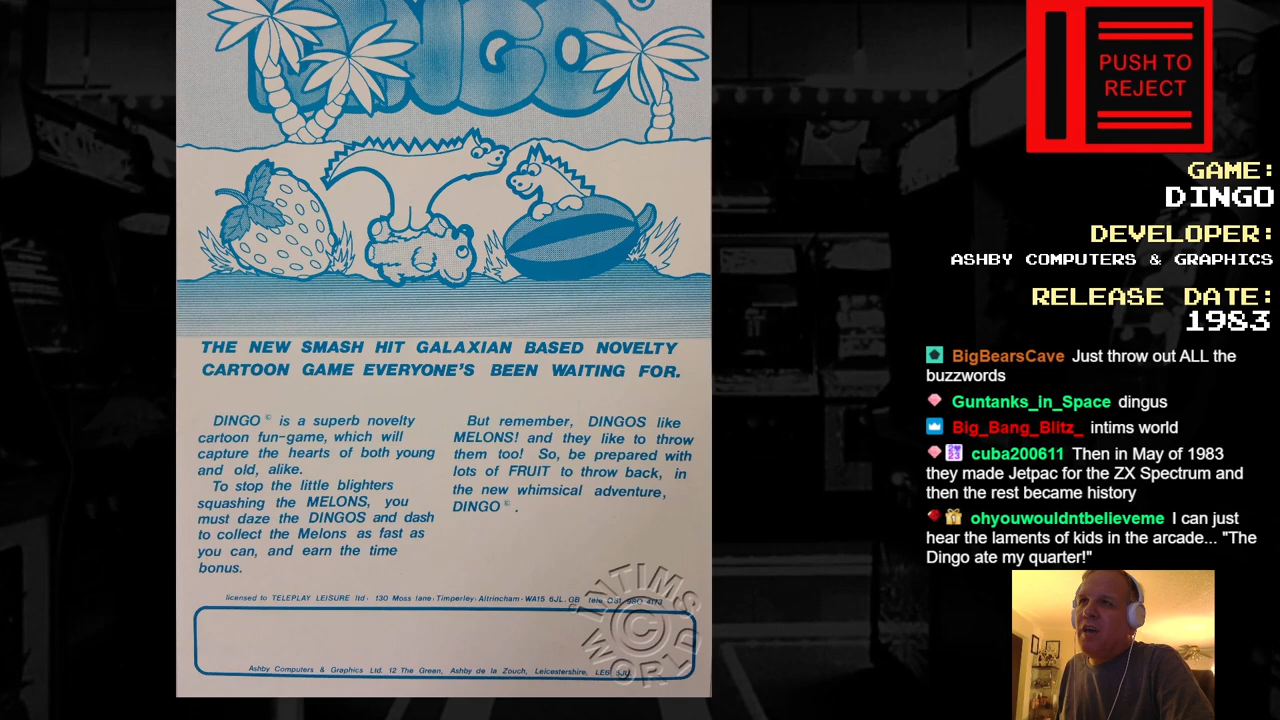 DINGO
THE NEW SMASH HIT GALAXIAN BASED NOVELTY
CARTOON GAME EVERYONE'S BEEN WAITING FOR.
DINGO © is a superb novelty
cartoon fun-game, which will
capture the hearts of both young
and old, alike.
To stop the little blighters
squashing the MELONS, you
must daze the DINGOS and dash
to collect the Melons as fast as
you can, and earn the time
bonus.
But remember, DINGOS like
MELONS! and they like to throw
them too! So, be prepared with
lots of FRUIT to throw back, in
the new whimsical adventure,
DINGO © .
licensed to TELEPLAY LEISURE ltd · 130 Moss lane · Timperley · Altrincham · WA15 6JL. GB tele 061 980 4173
Ashby Computers & Graphics Ltd. 12 The Green, Ashby de la Zouch, Leicestershire, LE6 5JU
INTIMS WORLD ©
PUSH TO
REJECT
GAME:
DINGO
DEVELOPER:
ASHBY COMPUTERS & GRAPHICS
RELEASE DATE:
1983
BigBearsCave Just throw out ALL the
buzzwords
Guntanks_in_Space dingus
Big_Bang_Blitz_ intims world
cuba200611 Then in May of 1983
they made Jetpac for the ZX Spectrum and
then the rest became history
ohyouwouldntbelieveme I can just
hear the laments of kids in the arcade... "The
Dingo ate my quarter!"